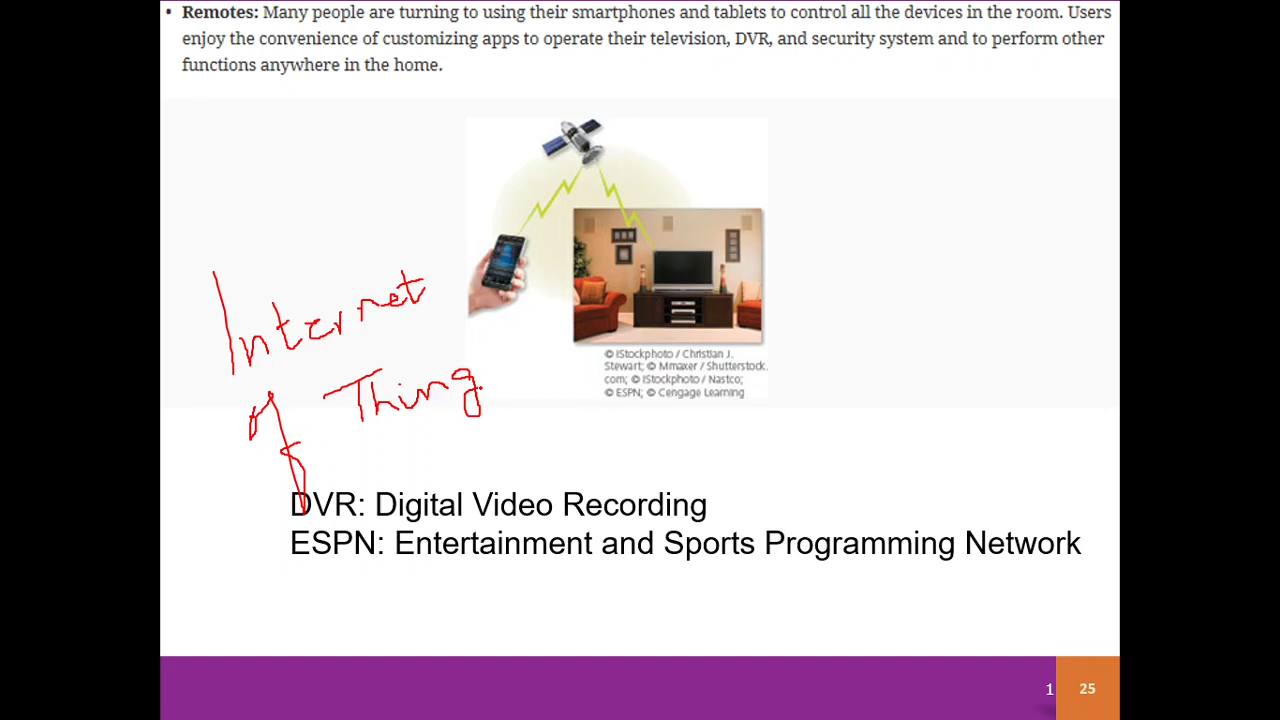 • Remotes: Many people are turning to using their smartphones and tablets to control all the devices in the room. Users
enjoy the convenience of customizing apps to operate their television, DVR, and security system and to perform other
functions anywhere in the home.
Internet
of Thing
© iStockphoto / Christian J.
Stewart; © Mmaxer / Shutterstock.
com; © iStockphoto / Nastco;
© ESPN; © Cengage Learning
DVR: Digital Video Recording
ESPN: Entertainment and Sports Programming Network
1 25